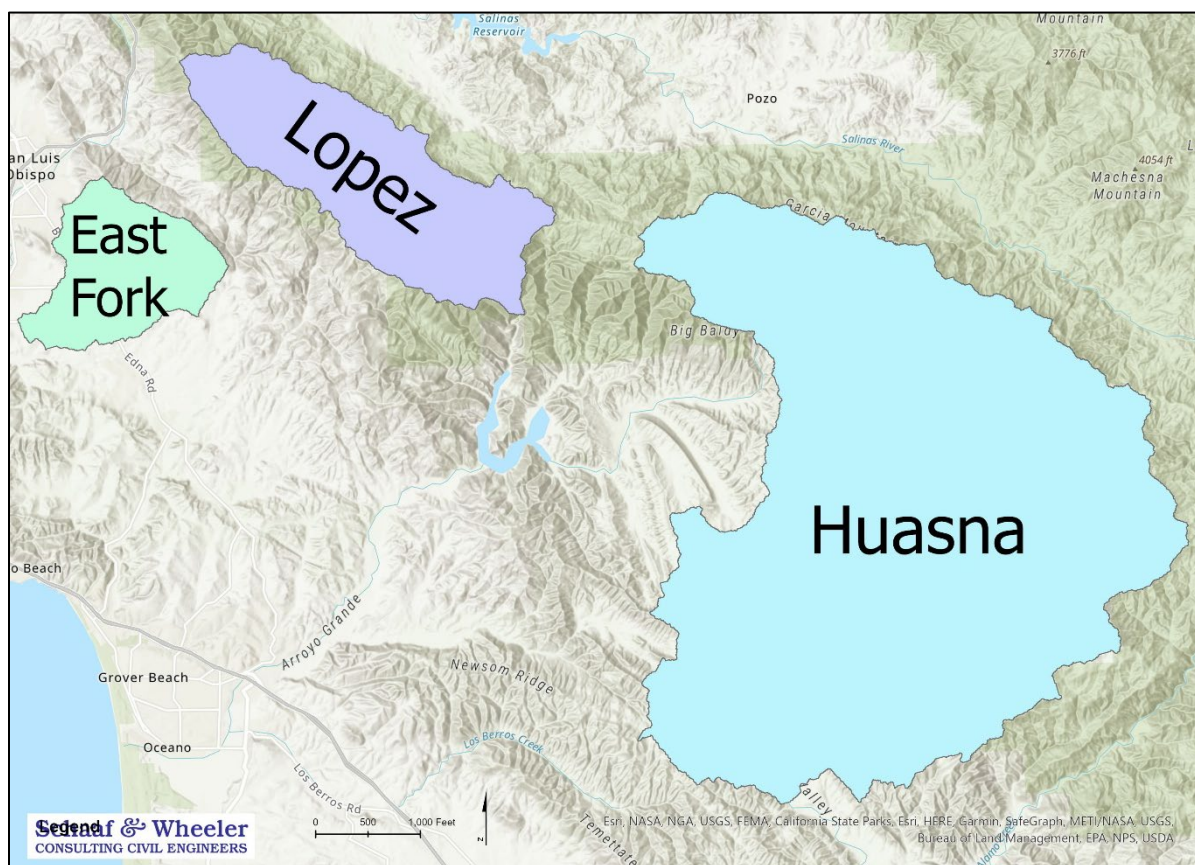 Salinas
Reservoir
Mountain
3776 ft
Pozo
Salinas River
an Luis
Obispo
4054 ft
Machesna
Mountain
L
Lopez
East
Fork
B
Garcia
Big Baldy
Edna Rd
Huasna
o Beach
Arroyo Grande
Newsom Ridge
Grover Beach
Oceano
Los Berros Creek
Los Berros Rd
alley
Temettate
Alamo
Legend
Schaaf & Wheeler
CONSULTING CIVIL ENGINEERS
0 500 1,000 Feet
N
Esri, NASA, NGA, USGS, FEMA, California State Parks, Esri, HERE, Garmin, SafeGraph, METI/NASA, USGS,
Bureau of Land Management, EPA, NPS, USDA